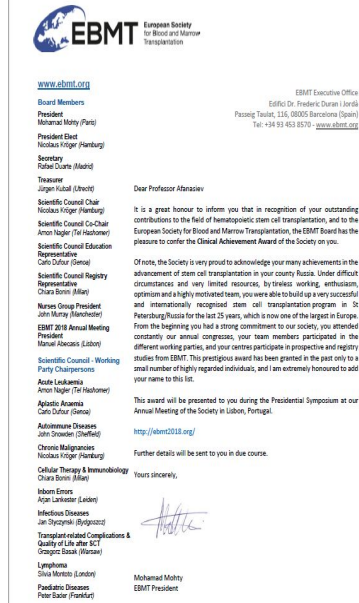 EBMT
European Society
for Blood and Marrow
Transplantation
www.ebmt.org
Board Members
President
Mohamad Mohty (Paris)
President Elect
Nicolaus Kröger (Hamburg)
Secretary
Rafael Duarte (Madrid)
Treasurer
Jürgen Kuball (Utrecht)
Scientific Council Chair
Nicolaus Kröger (Hamburg)
Scientific Council Co-Chair
Arnon Nagler (Tel Hashomer)
Scientific Council Education
Representative
Carlo Dufour (Genoa)
Scientific Council Registry
Representative
Chiara Bonini (Milan)
Nurses Group President
John Murray (Manchester)
EBMT 2018 Annual Meeting
President
Manuel Abecasis (Lisbon)
Scientific Council - Working
Party Chairpersons
Acute Leukaemia
Arnon Nagler (Tel Hashomer)
Aplastic Anaemia
Carlo Dufour (Genoa)
Autoimmune Diseases
John Snowden (Sheffield)
Chronic Malignancies
Nicolaus Kröger (Hamburg)
Cellular Therapy & Immunobiology
Chiara Bonini (Milan)
Inborn Errors
Arjan Lankester (Leiden)
Infectious Diseases
Jan Styczynski (Bydgoszcz)
Transplant-related Complications &
Quality of Life after SCT
Grzegorz Basak (Warsaw)
Lymphoma
Silvia Montoto (London)
Paediatric Diseases
Peter Bader (Frankfurt)
EBMT Executive Office
Edifici Dr. Frederic Duran i Jordà
Passeig Taulat, 116, 08005 Barcelona (Spain)
Tel: +34 93 453 8570 - www.ebmt.org
Dear Professor Afanasiev
It is a great honour to inform you that in recognition of your outstanding
contributions to the field of hematopoietic stem cell transplantation, and to the
European Society for Blood and Marrow Transplantation, the EBMT Board has the
pleasure to confer the Clinical Achievement Award of the Society on you.
Of note, the Society is very proud to acknowledge your many achievements in the
advancement of stem cell transplantation in your county Russia. Under difficult
circumstances and very limited resources, by tireless working, enthusiasm,
optimism and a highly motivated team, you were able to build up a very successful
and internationally recognised stem cell transplantation program in St
Petersburg/Russia for the last 25 years, which is now one of the largest in Europe.
From the beginning you had a strong commitment to our society, you attended
constantly our annual congresses, your team members participated in the
different working parties, and your centres participate in prospective and registry
studies from EBMT. This prestigious award has been granted in the past only to a
small number of highly regarded individuals, and I am extremely honoured to add
your name to this list.
This award will be presented to you during the Presidential Symposium at our
Annual Meeting of the Society in Lisbon, Portugal.
http://ebmt2018.org/
Further details will be sent to you in due course.
Yours sincerely,
Mohamad Mohty
EBMT President